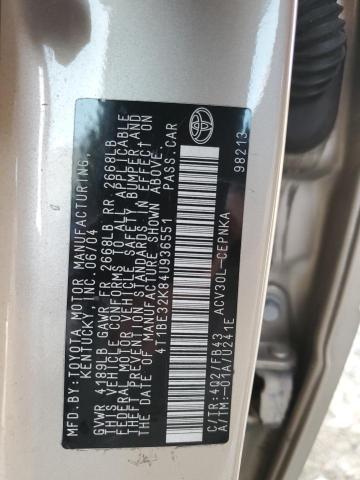 MFD. BY: TOYOTA MOTOR MANUFACTURING,
KENTUCKY, INC. 06/04
GVWR 4189LB GAWR FR 2668LB RR 2668LB
THIS VEHICLE CONFORMS TO ALL APPLICABLE
FEDERAL MOTOR VEHICLE SAFETY, BUMPER AND
THEFT PREVENTION STANDARDS IN EFFECT ON
THE DATE OF MANUFACTURE SHOWN ABOVE.
4T1BE32K84U936551 PASS.CAR
C/TR:4Q2/FB43 ACV30L-CEPNKA
A/TM:-01A/U241E
98213